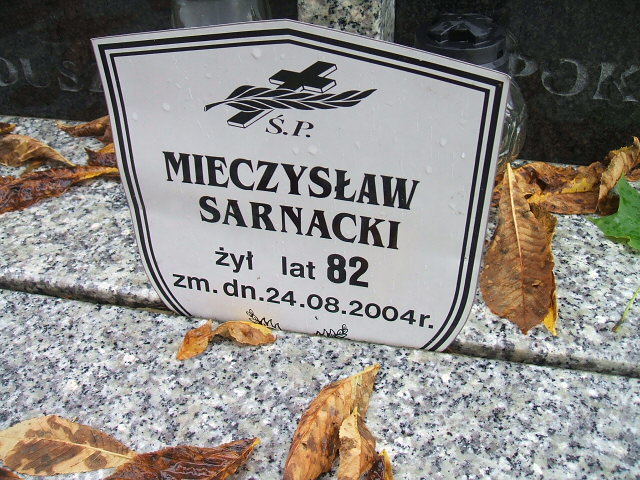 Ś.P.
MIECZYSŁAW
SARNACKI
żył lat 82
zm. dn. 24.08.2004r.